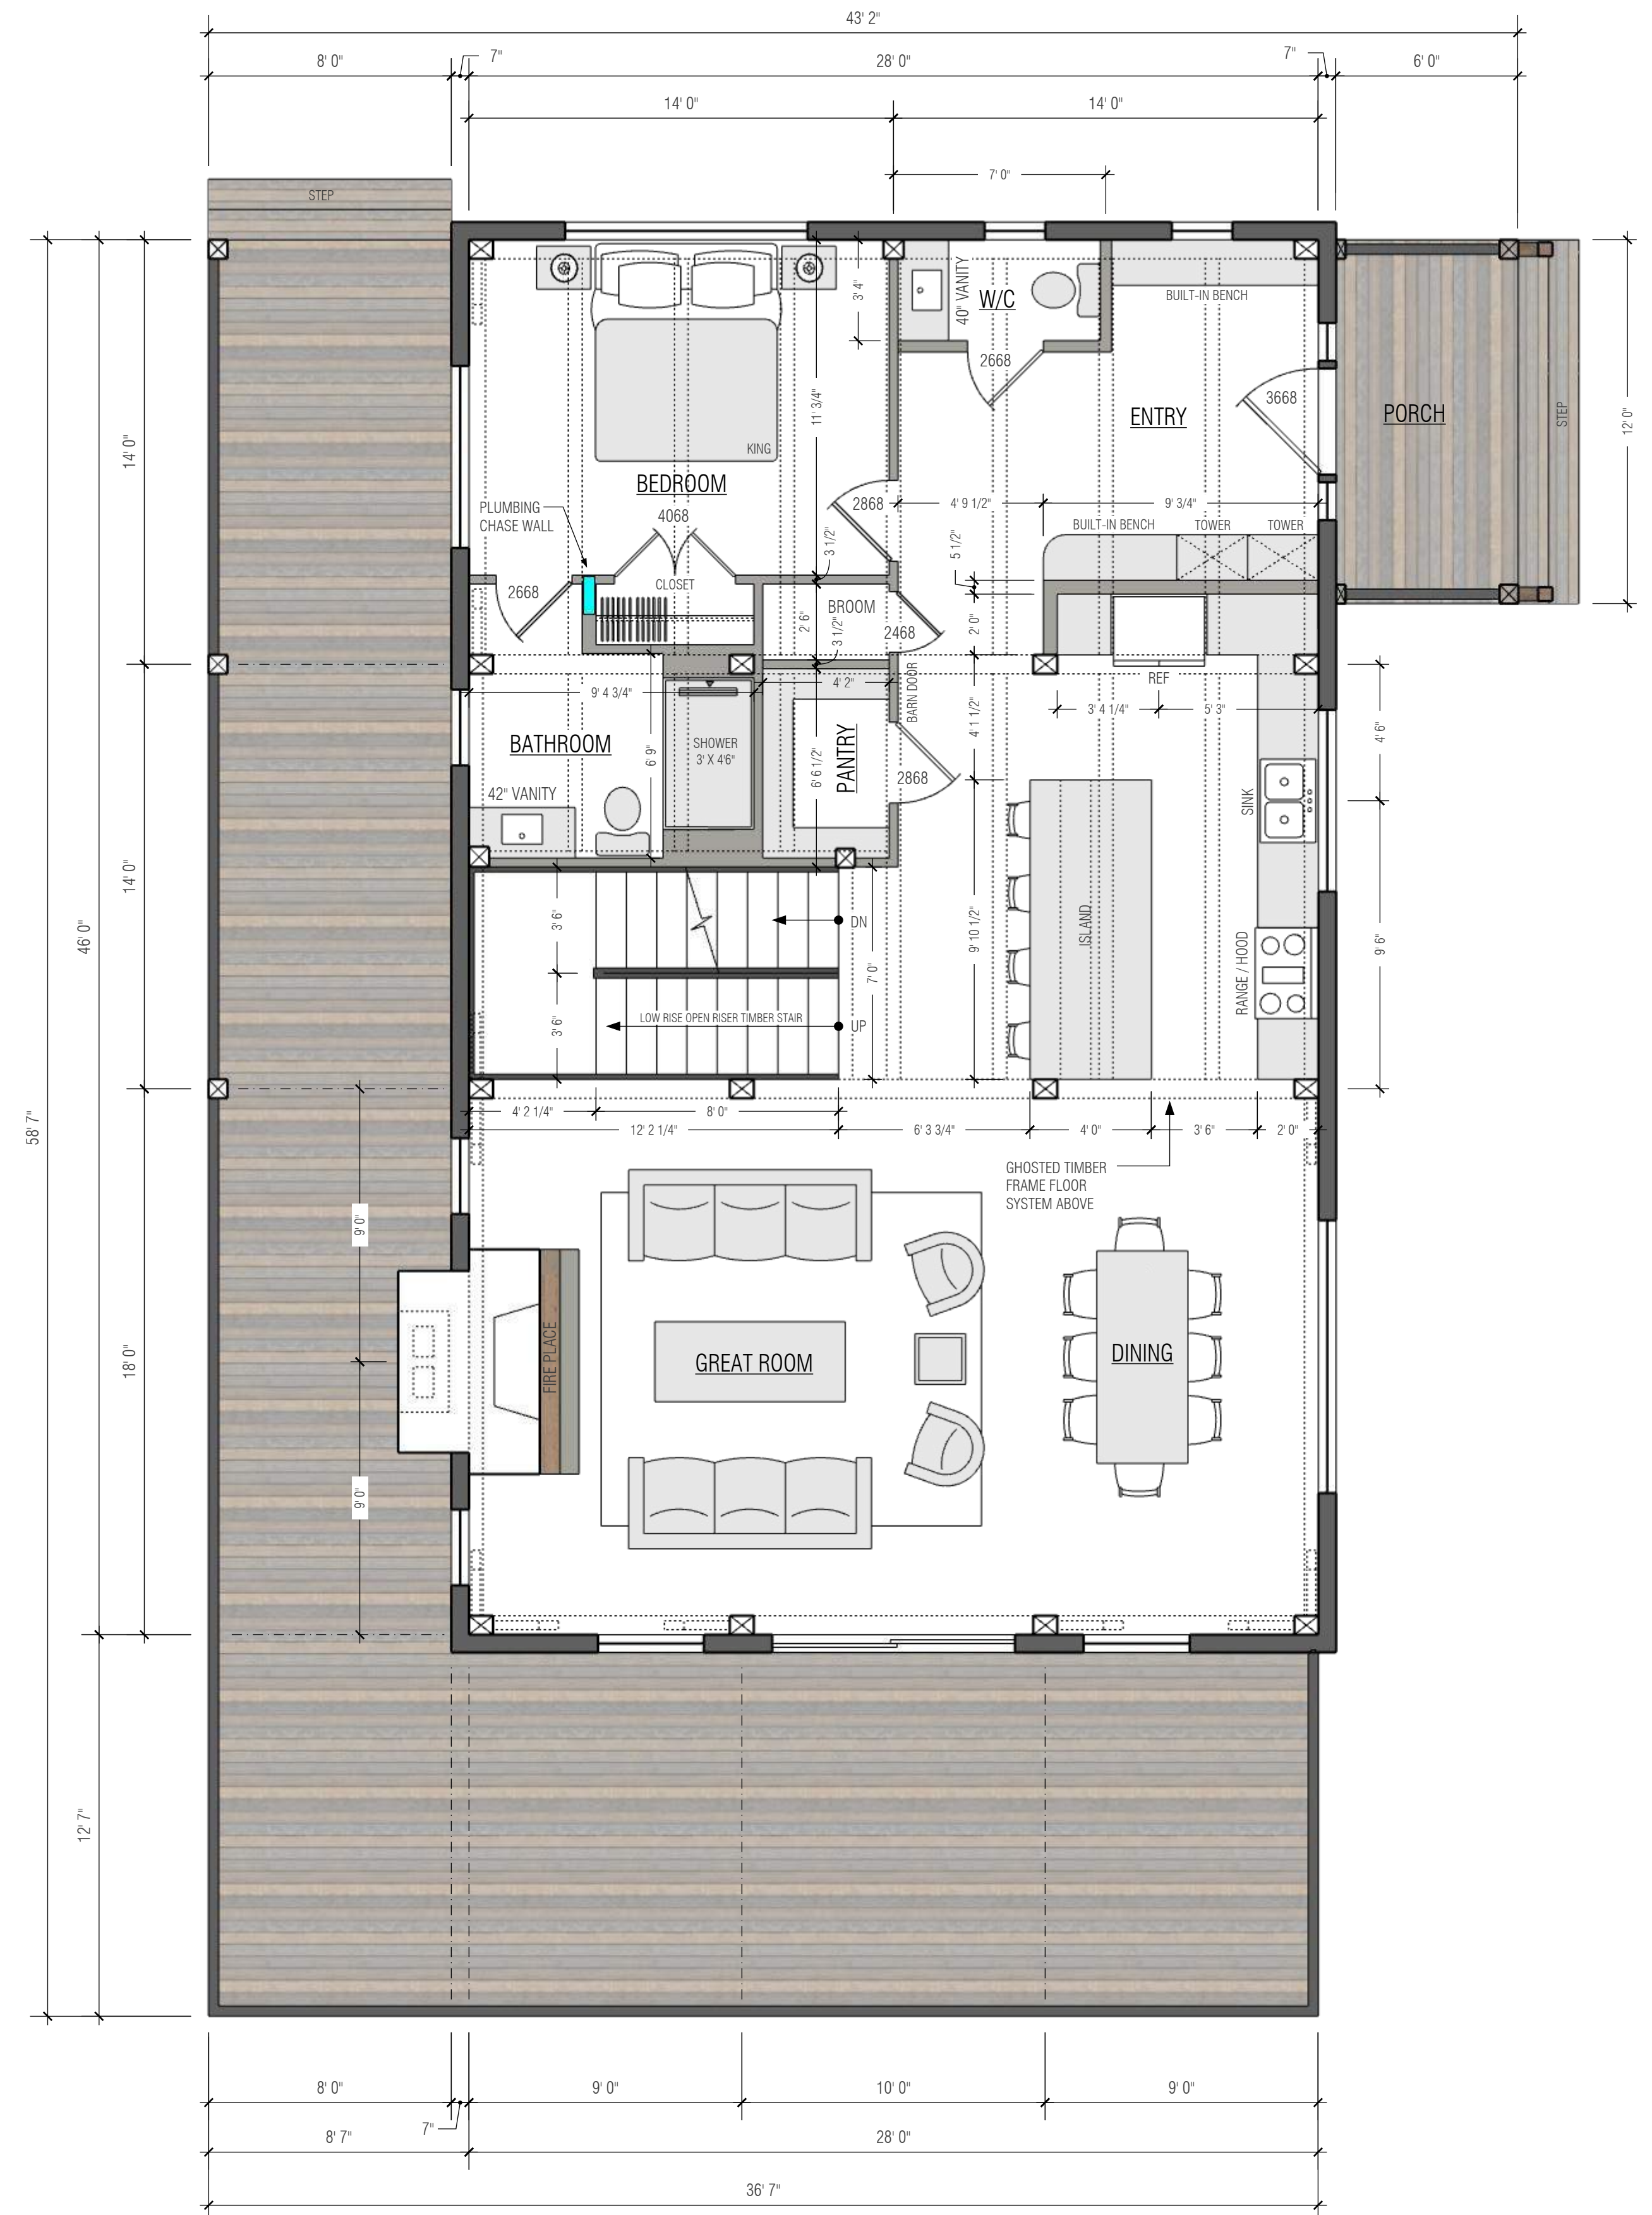 43' 2"
8' 0"
7"
28' 0"
7"
6' 0"
14' 0"
14' 0"
7' 0"
STEP
3' 4"
40" VANITY
W/C
BUILT-IN BENCH
2668
3668
11' 3/4"
ENTRY
PORCH
STEP
12' 0"
KING
BEDROOM
14' 0"
PLUMBING
CHASE WALL
4068
2868
4' 9 1/2"
9' 3/4"
BUILT-IN BENCH
TOWER
TOWER
3 1/2"
5 1/2"
2668
CLOSET
BROOM
2' 6"
3 1/2"
2468
2' 0"
REF
9' 4 3/4"
4' 2"
BARN DOOR
3' 4 1/4"
5' 3"
4' 1 1/2"
4' 6"
BATHROOM
6' 9"
SHOWER
3' X 4'6"
6' 6 1/2"
PANTRY
2868
42" VANITY
SINK
14' 0"
46' 0"
58' 7"
3' 6"
DN
7' 0"
9' 10 1/2"
ISLAND
9' 6"
RANGE / HOOD
3' 6"
LOW RISE OPEN RISER TIMBER STAIR
UP
4' 2 1/4"
8' 0"
12' 2 1/4"
6' 3 3/4"
4' 0"
3' 6"
2' 0"
GHOSTED TIMBER
FRAME FLOOR
SYSTEM ABOVE
9' 0"
18' 0"
FIRE PLACE
GREAT ROOM
DINING
9' 0"
12' 7"
8' 0"
9' 0"
10' 0"
9' 0"
7"
8' 7"
28' 0"
36' 7"